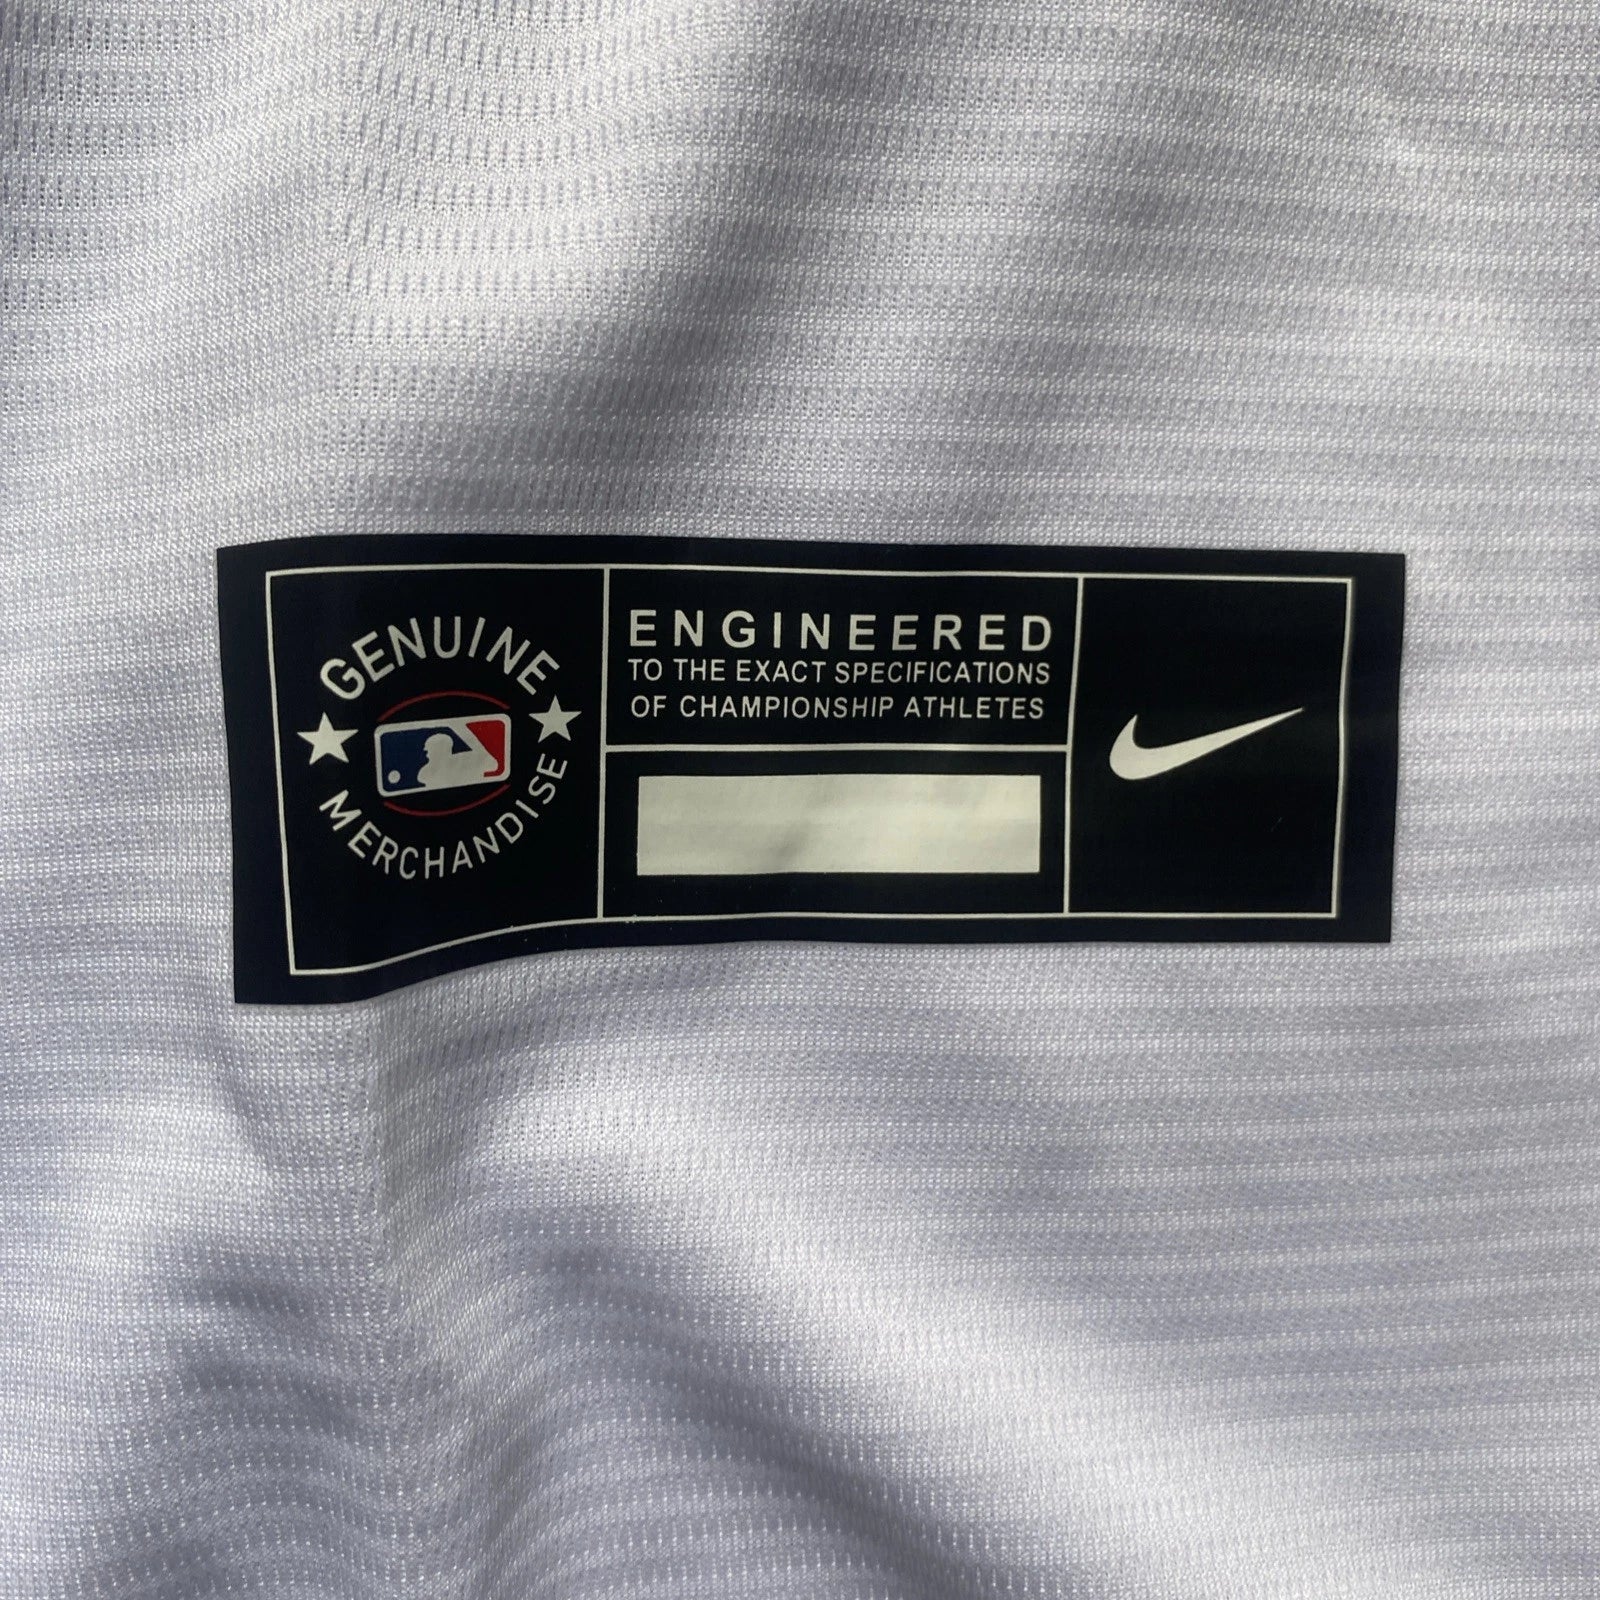 GENUINE
MERCHANDISE
ENGINEERED
TO THE EXACT SPECIFICATIONS
OF CHAMPIONSHIP ATHLETES